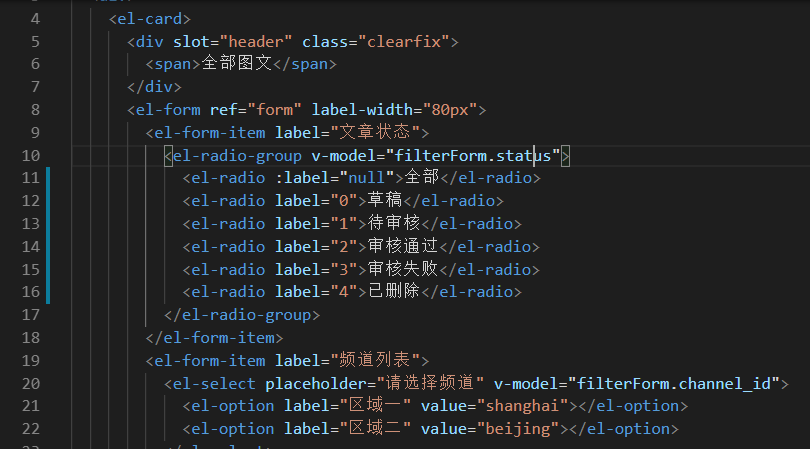 4 <el-card>
5 <div slot="header" class="clearfix">
6 <span>全部图文</span>
7 </div>
8 <el-form ref="form" label-width="80px">
9 <el-form-item label="文章状态">
10 <el-radio-group v-model="filterForm.status">
11 <el-radio :label="null">全部</el-radio>
12 <el-radio label="0">草稿</el-radio>
13 <el-radio label="1">待审核</el-radio>
14 <el-radio label="2">审核通过</el-radio>
15 <el-radio label="3">审核失败</el-radio>
16 <el-radio label="4">已删除</el-radio>
17 </el-radio-group>
18 </el-form-item>
19 <el-form-item label="频道列表">
20 <el-select placeholder="请选择频道" v-model="filterForm.channel_id">
21 <el-option label="区域一" value="shanghai"></el-option>
22 <el-option label="区域二" value="beijing"></el-option>